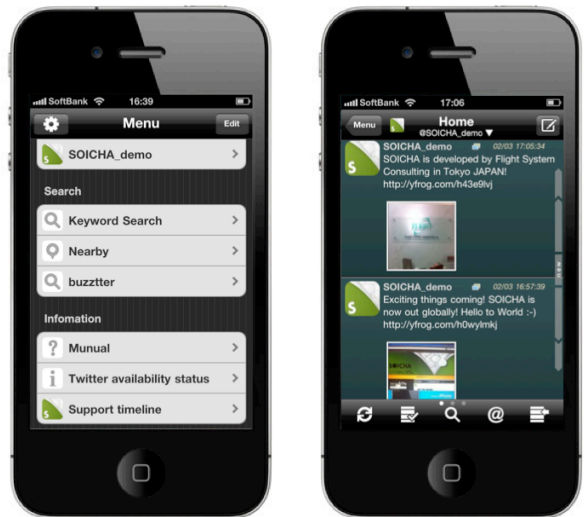 SoftBank 16:39
Menu
Edit
SOICHA_demo
Search
Keyword Search
Nearby
buzztter
Infomation
Munual
Twitter availability status
Support timeline
SoftBank 17:06
Menu
Home
@SOICHA_demo ▼
SOICHA_demo 02/03 17:05:34
SOICHA is developed by Flight System
Consulting in Tokyo JAPAN!
http://yfrog.com/h43e9lvj
SOICHA_demo 02/03 16:57:39
Exciting things coming! SOICHA is
now out globally! Hello to World :-)
http://yfrog.com/h0wylmkj
SOICHA